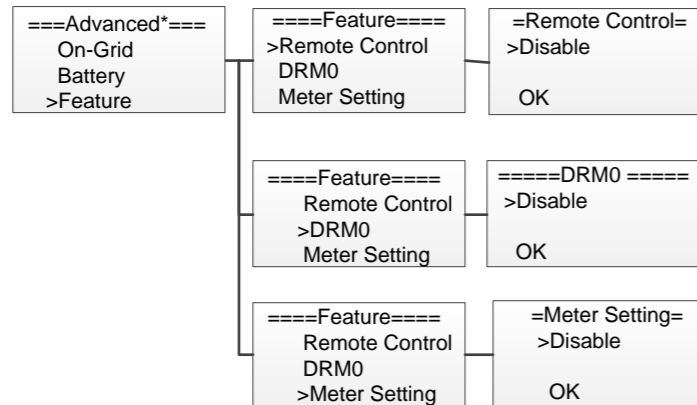 ===Advanced*===
On-Grid
Battery
>Feature
====Feature====
>Remote Control
DRM0
Meter Setting
=Remote Control=
>Disable
OK
====Feature====
Remote Control
>DRM0
Meter Setting
=====DRM0 =====
>Disable
OK
====Feature====
Remote Control
DRM0
>Meter Setting
=Meter Setting=
>Disable
OK